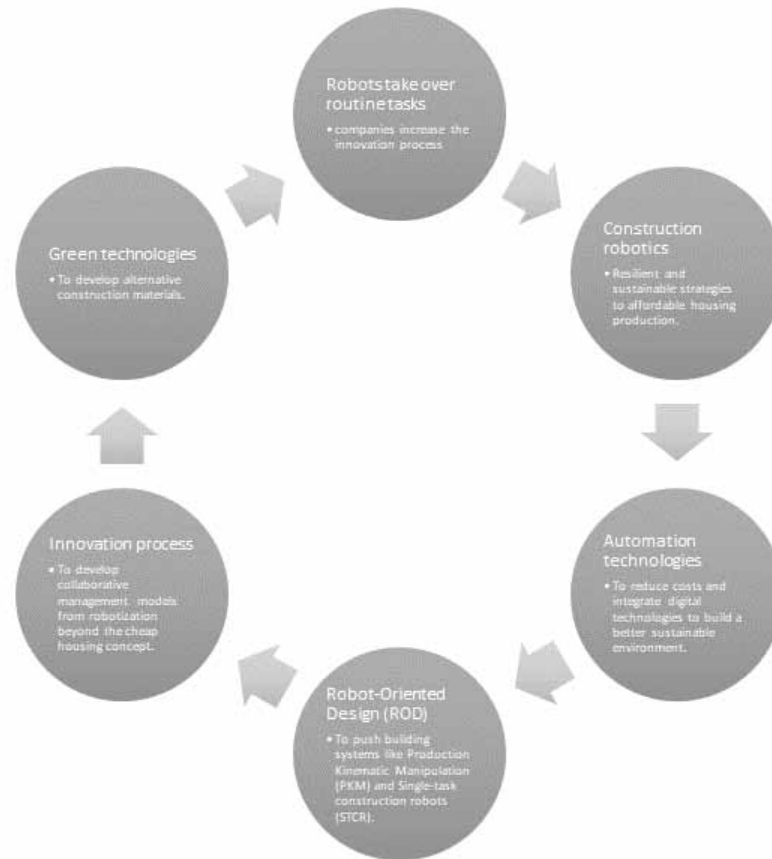 Robots take over
routine tasks
• companies increase the
innovation process
Construction
robotics
• Resilient and
sustainable strategies
to affordable housing
production.
Automation
technologies
• To reduce costs and
integrate digital
technologies to build a
better sustainable
environment.
Robot-Oriented
Design (ROD)
• To push building
systems like Production
Kinematic Manipulation
(PKM) and Single-task
construction robots
(STCR).
Innovation process
• To develop
collaborative
management models
from robotization
beyond the cheap
housing concept.
Green technologies
• To develop alternative
construction materials.